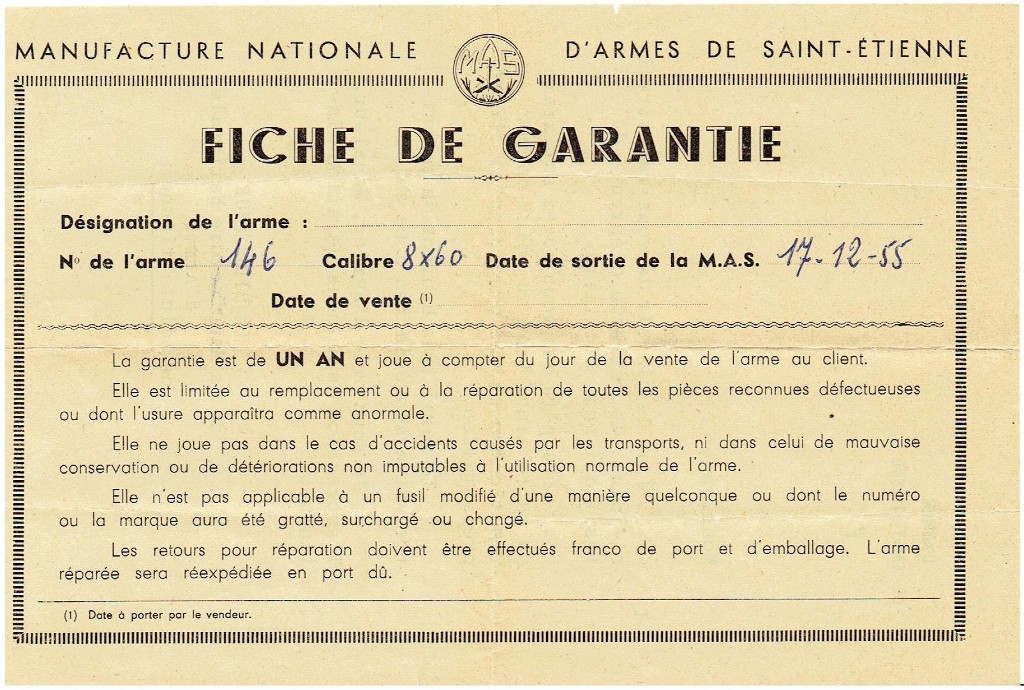 MANUFACTURE NATIONALE MAS D'ARMES DE SAINT-ÉTIENNE
FICHE DE GARANTIE
Désignation de l'arme :
N° de l'arme 146 Calibre 8x60 Date de sortie de la M.A.S. 17-12-55
Date de vente (1)
La garantie est de UN AN et joue à compter du jour de la vente de l'arme au client.
Elle est limitée au remplacement ou à la réparation de toutes les pièces reconnues défectueuses
ou dont l'usure apparaîtra comme anormale.
Elle ne joue pas dans le cas d'accidents causés par les transports, ni dans celui de mauvaise
conservation ou de détériorations non imputables à l'utilisation normale de l'arme.
Elle n'est pas applicable à un fusil modifié d'une manière quelconque ou dont le numéro
ou la marque aura été gratté, surchargé ou changé.
Les retours pour réparation doivent être effectués franco de port et d'emballage. L'arme
réparée sera réexpédiée en port dû.
(1) Date à porter par le vendeur.